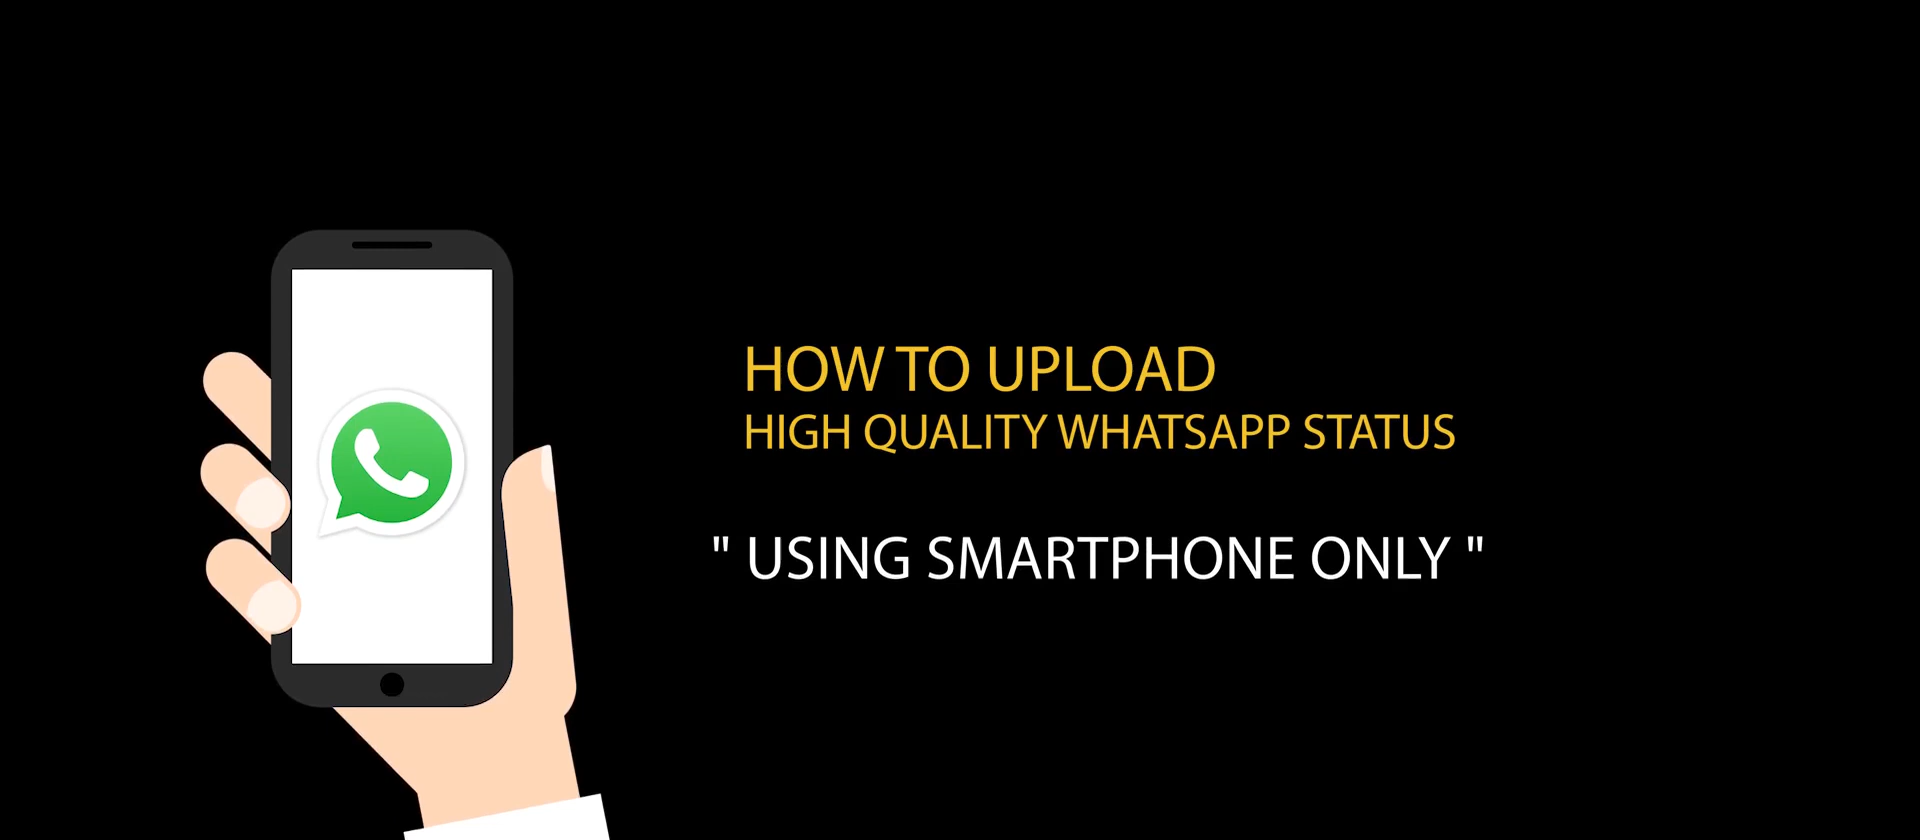 HOW TO UPLOAD
HIGH QUALITY WHATSAPP STATUS
" USING SMARTPHONE ONLY "